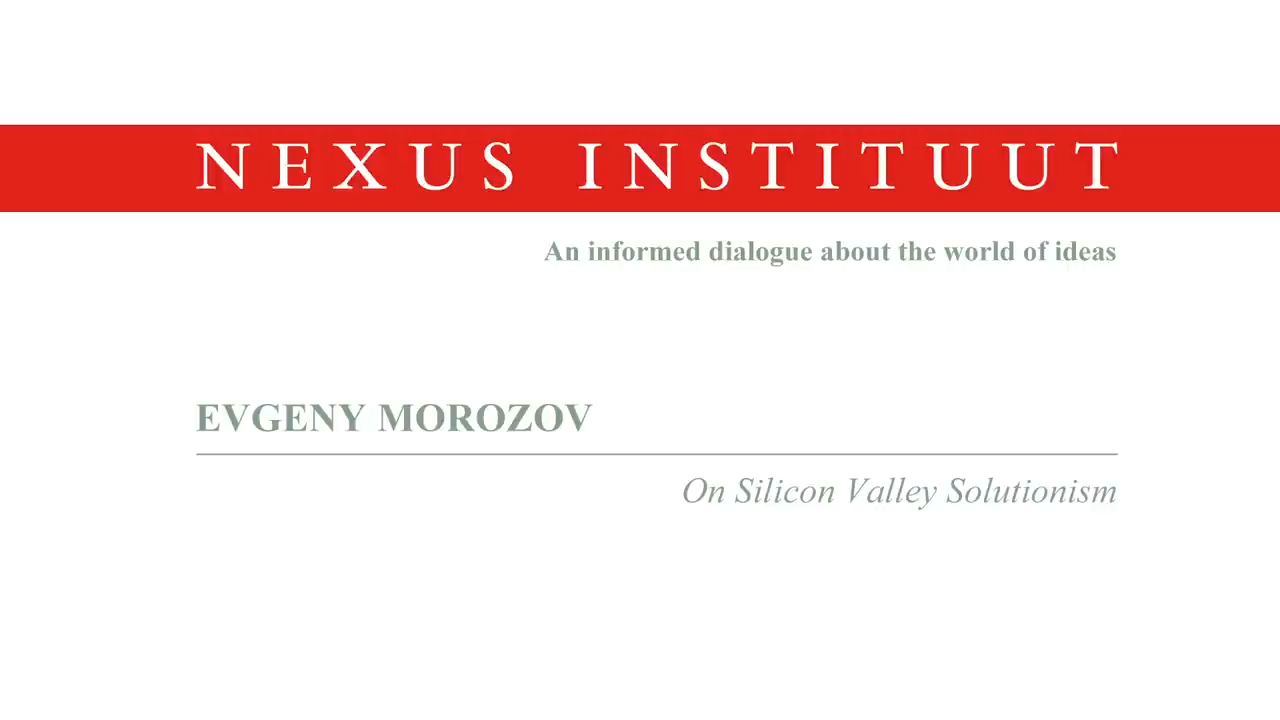 NEXUS INSTITUUT
An informed dialogue about the world of ideas
EVGENY MOROZOV
On Silicon Valley Solutionism